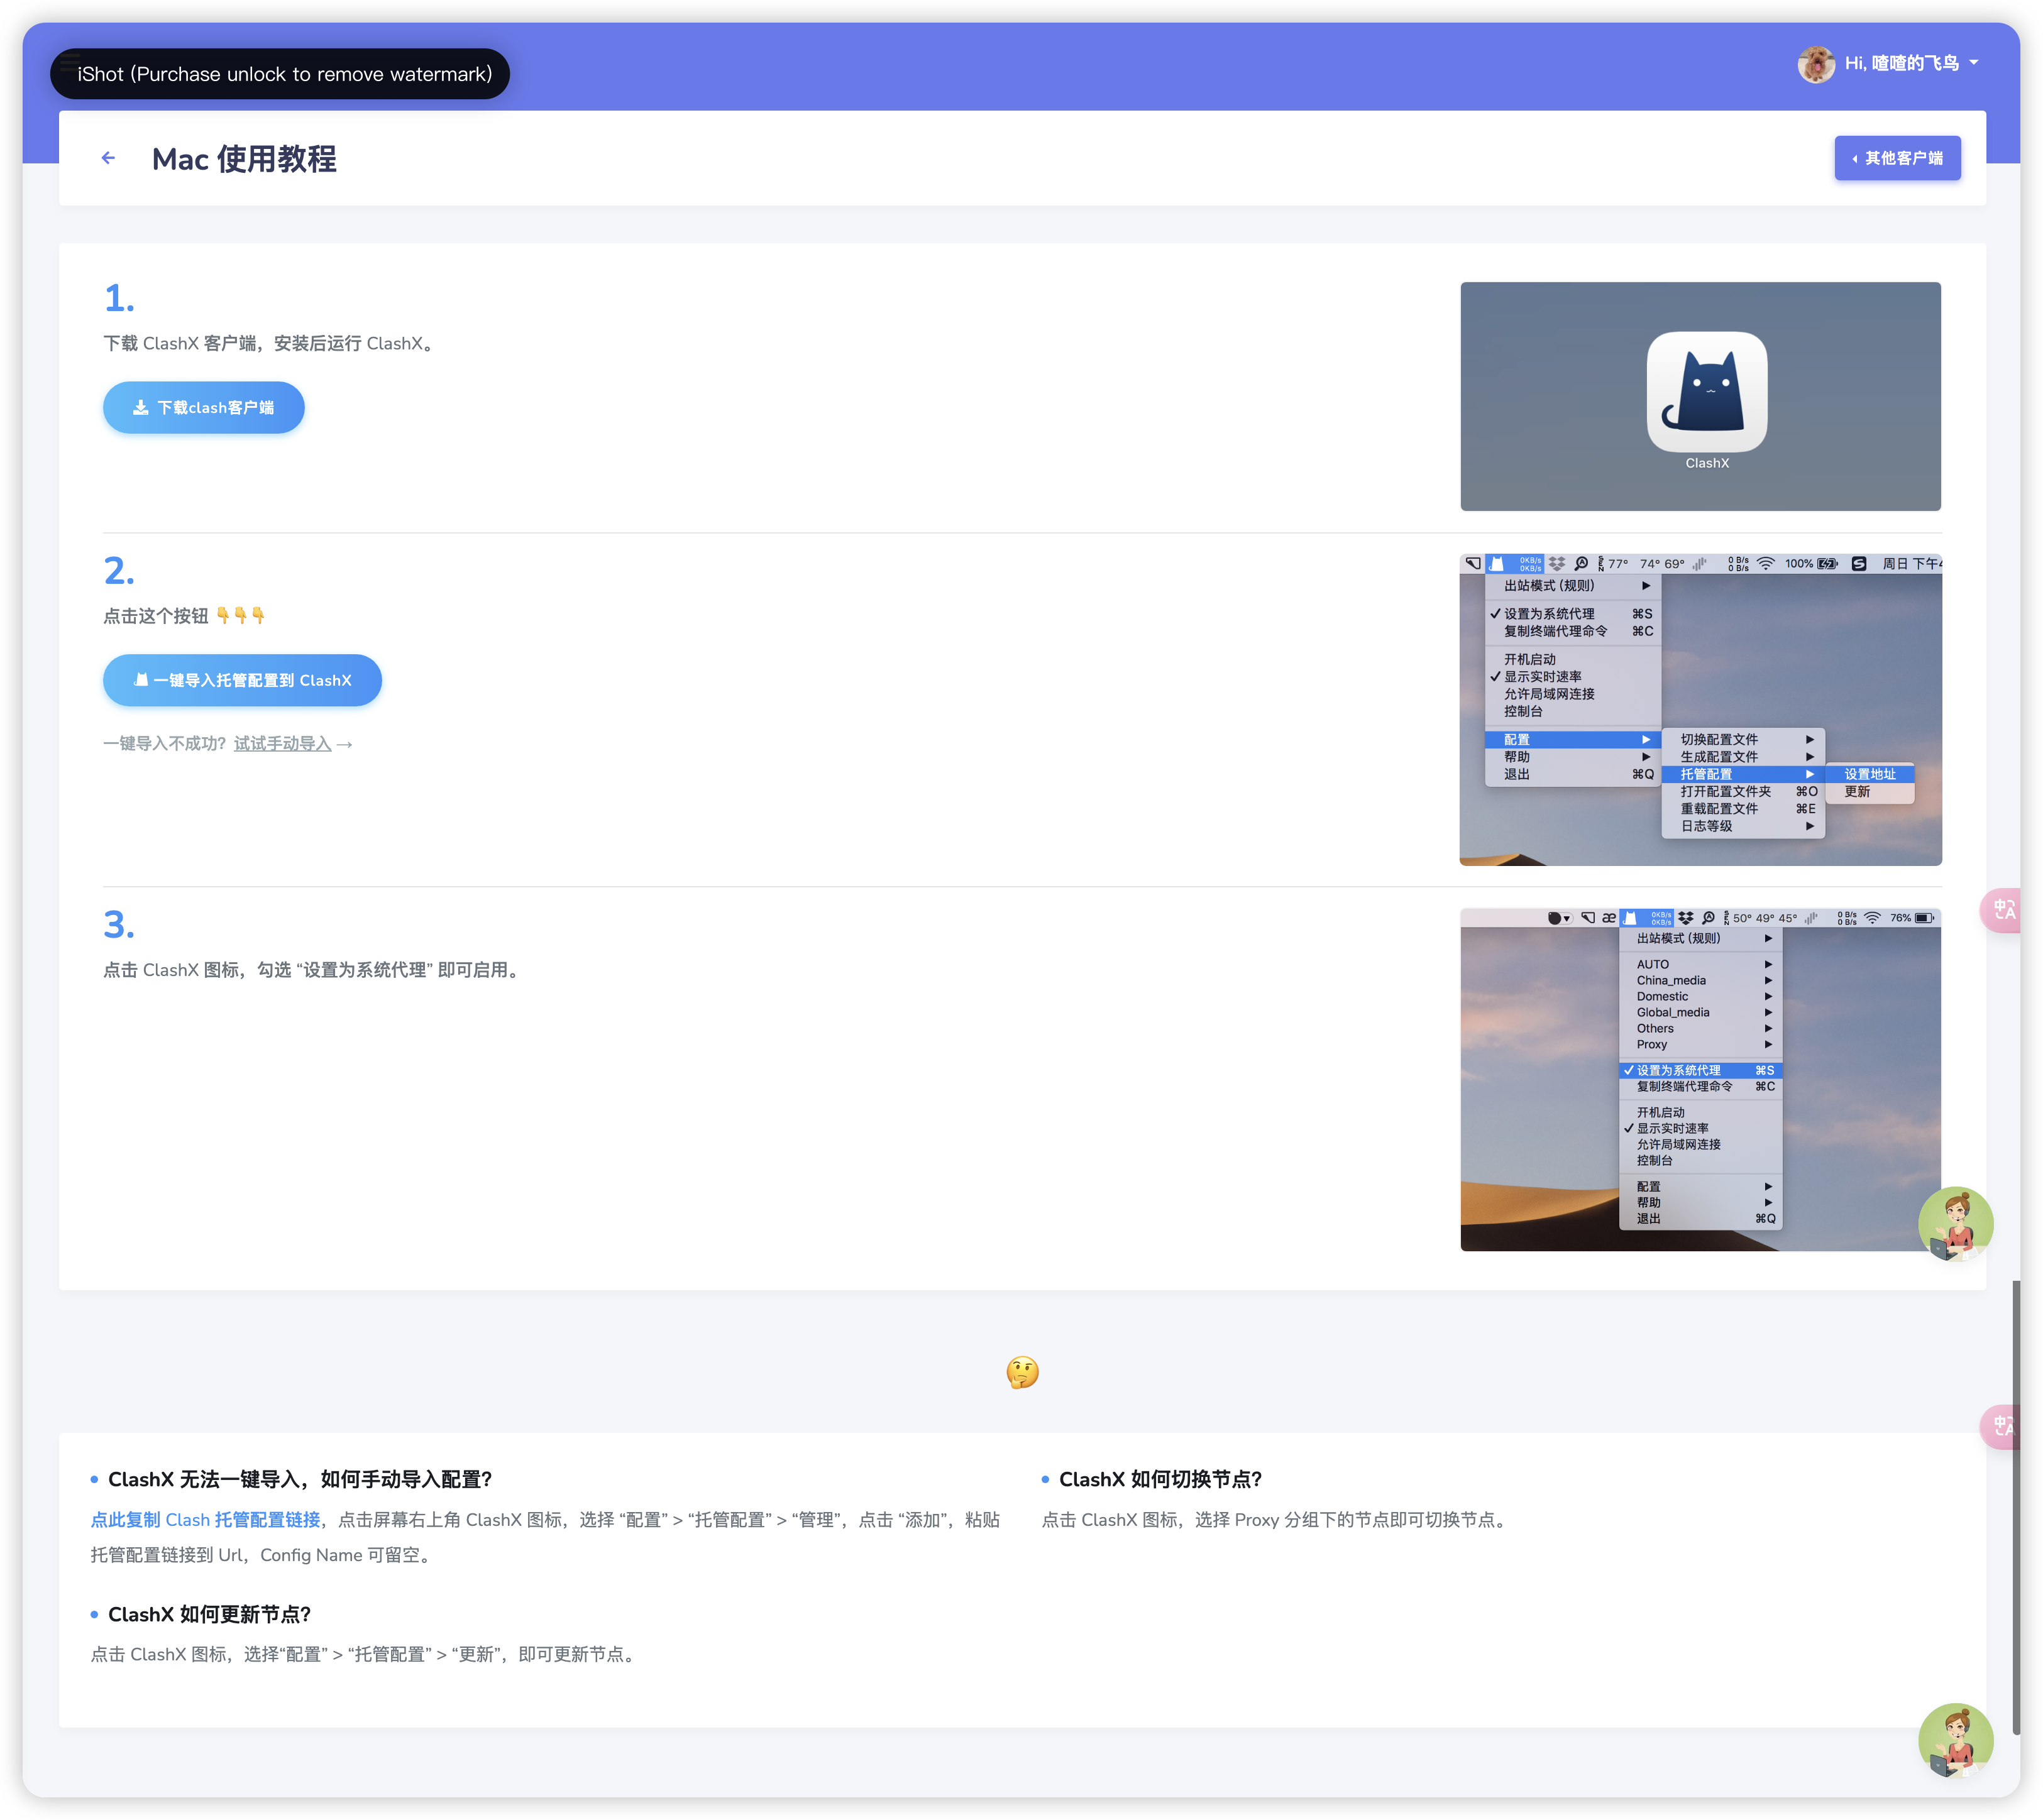 iShot (Purchase unlock to remove watermark)
Hi, 喳喳的飞鸟
Mac 使用教程
其他客户端
1.
下载 ClashX 客户端，安装后运行 ClashX。
下载clash客户端
ClashX
2.
点击这个按钮 👇👇👇
一键导入托管配置到 ClashX
一键导入不成功？试试手动导入 →
0KB/s
0KB/s
SEN 77° 74° 69°
0 B/s
0 B/s
100%
周日 下午4
出站模式 (规则)
设置为系统代理 ⌘S
复制终端代理命令 ⌘C
开机启动
显示实时速率
允许局域网连接
控制台
配置
帮助
退出 ⌘Q
切换配置文件
生成配置文件
托管配置
打开配置文件夹 ⌘O
重载配置文件 ⌘E
日志等级
设置地址
更新
3.
点击 ClashX 图标，勾选 “设置为系统代理” 即可启用。
æ
0KB/s
0KB/s
SEN 50° 49° 45°
0 B/s
0 B/s
76%
出站模式 (规则)
AUTO
China_media
Domestic
Global_media
Others
Proxy
设置为系统代理 ⌘S
复制终端代理命令 ⌘C
开机启动
显示实时速率
允许局域网连接
控制台
配置
帮助
退出 ⌘Q
中A
🤔
中A
ClashX 无法一键导入，如何手动导入配置？
点此复制 Clash 托管配置链接，点击屏幕右上角 ClashX 图标，选择 “配置” > “托管配置” > “管理”，点击 “添加”，粘贴
托管配置链接到 Url，Config Name 可留空。
ClashX 如何切换节点？
点击 ClashX 图标，选择 Proxy 分组下的节点即可切换节点。
ClashX 如何更新节点？
点击 ClashX 图标，选择“配置” > “托管配置” > “更新”，即可更新节点。